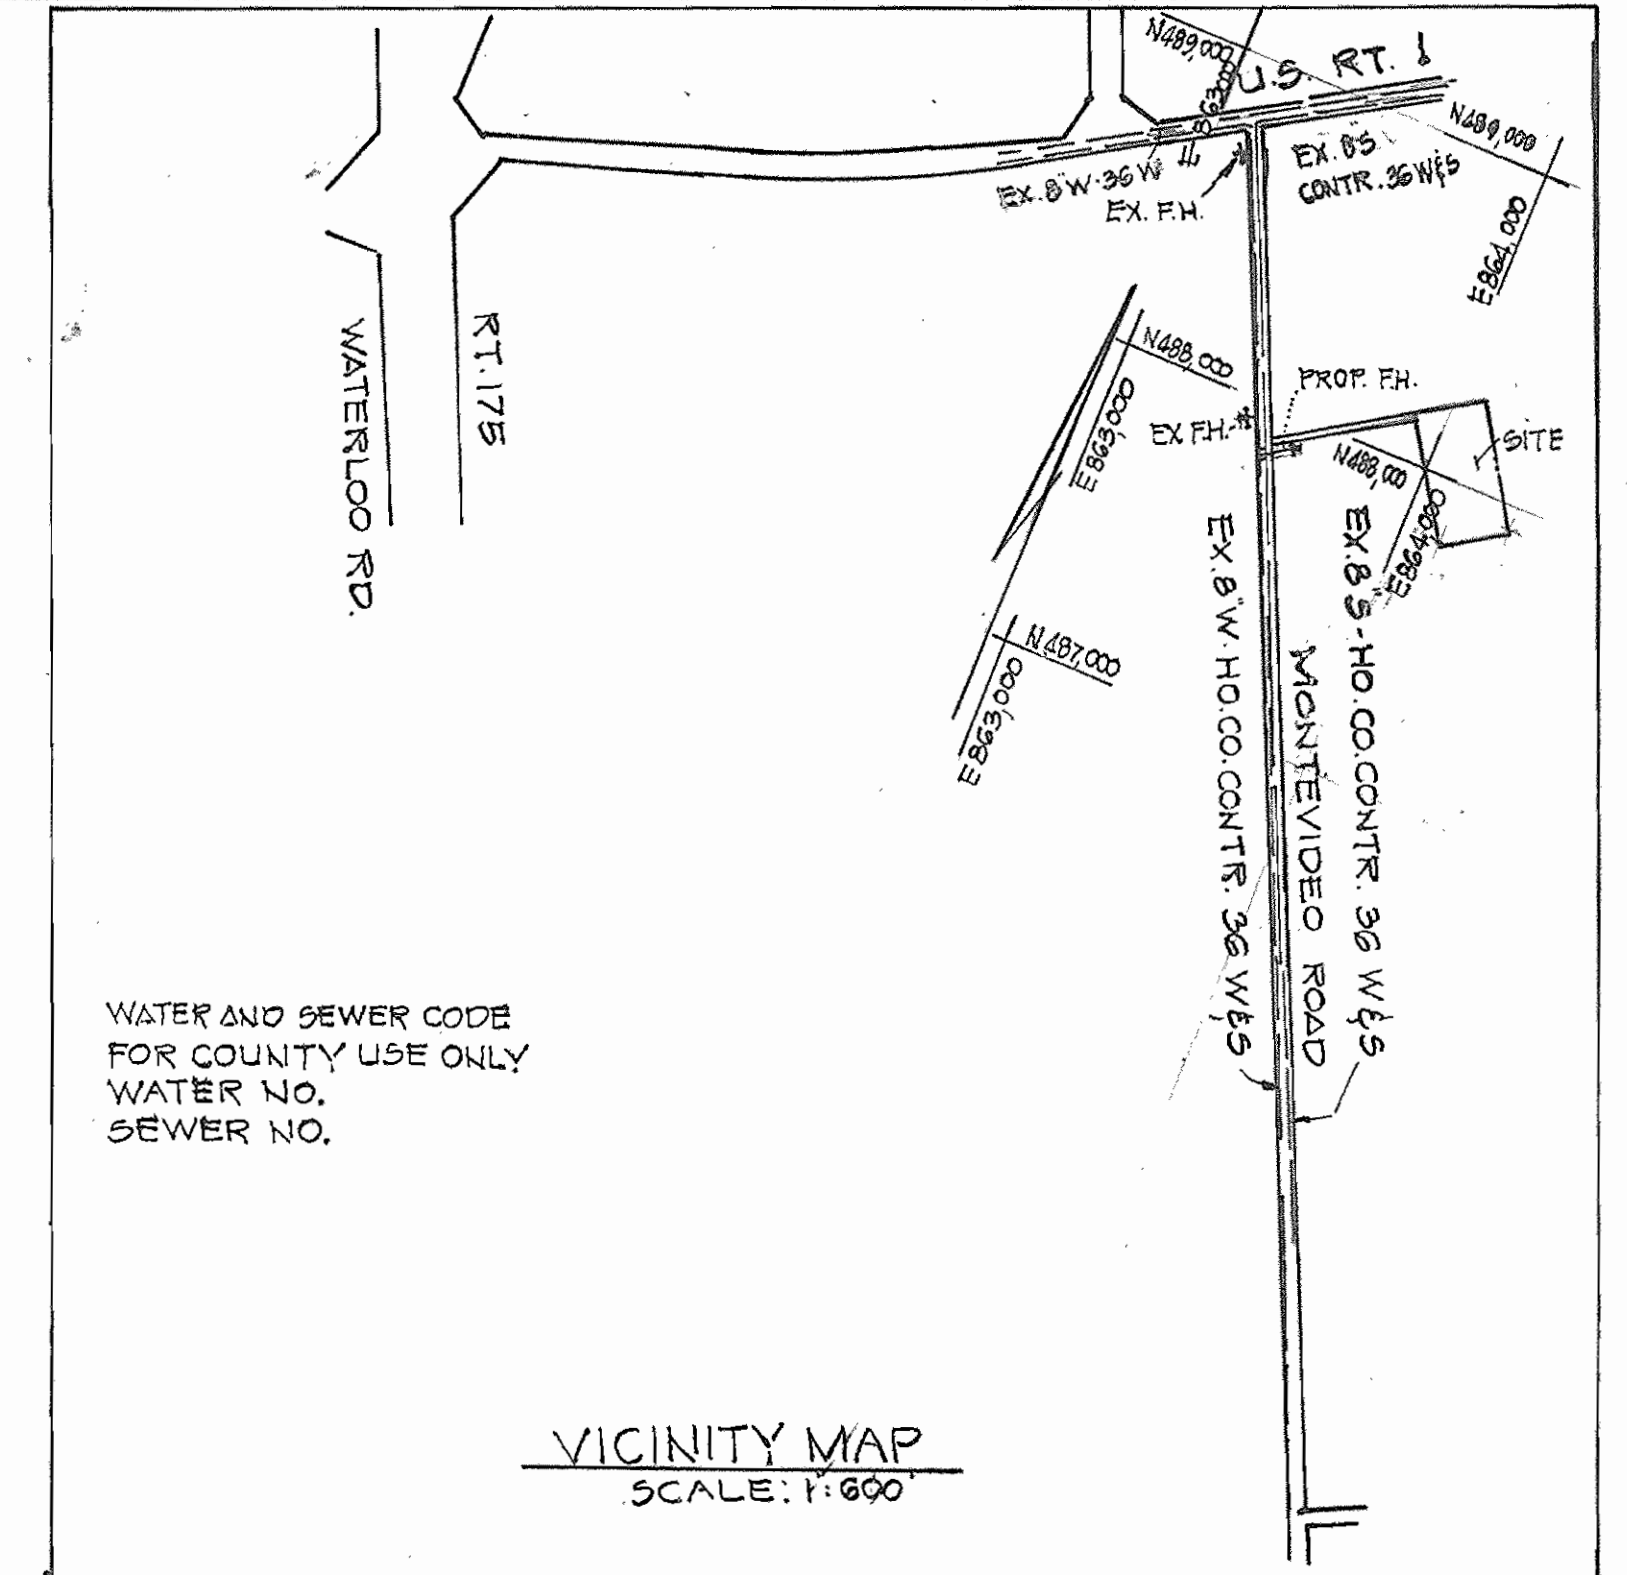 N489,000
E863,000
U.S. RT. 1
N489,000
E864,000
EX. 8"W-36W
EX. F.H.
EX. 8"S
CONTR. 36 W&S
RT. 175
WATERLOO RD.
N488,000
E863,000
PROP. F.H.
EX F.H.
SITE
N488,000
E864,000
N487,000
E863,000
EX. 8"W-HO.CO.CONTR. 36 W&S
MONTEVIDEO ROAD
EX. 8"S-HO.CO.CONTR. 36 W&S
WATER AND SEWER CODE
FOR COUNTY USE ONLY
WATER NO.
SEWER NO.
VICINITY MAP
SCALE: 1":600'